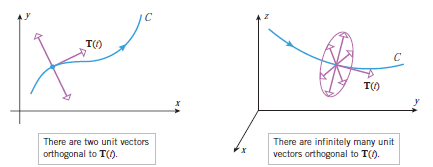 y
C
T(t)
x
There are two unit vectors
orthogonal to T(t).
z
C
T(t)
y
x
There are infinitely many unit
vectors orthogonal to T(t).